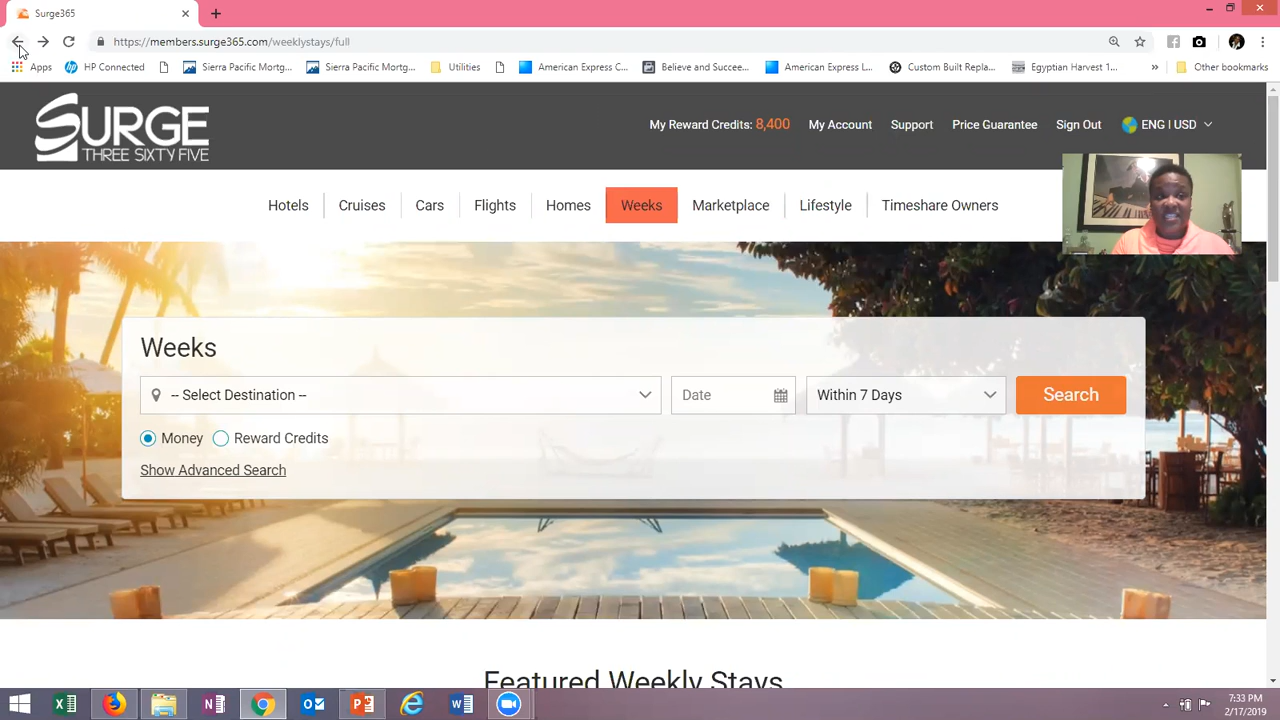 Surge365
https://members.surge365.com/weeklystays/full
Apps HP Connected Sierra Pacific Mortg... Sierra Pacific Mortg... Utilities American Express C... Believe and Succee... American Express L... Custom Built Repla... Egyptian Harvest 1... » Other bookmarks
SURGE
THREE SIXTY FIVE
My Reward Credits: 8,400 My Account Support Price Guarantee Sign Out ENG | USD
Hotels Cruises Cars Flights Homes Weeks Marketplace Lifestyle Timeshare Owners
Weeks
-- Select Destination -- Date Within 7 Days Search
Money Reward Credits
Show Advanced Search
Featured Weekly Stays
7:33 PM
2/17/2019